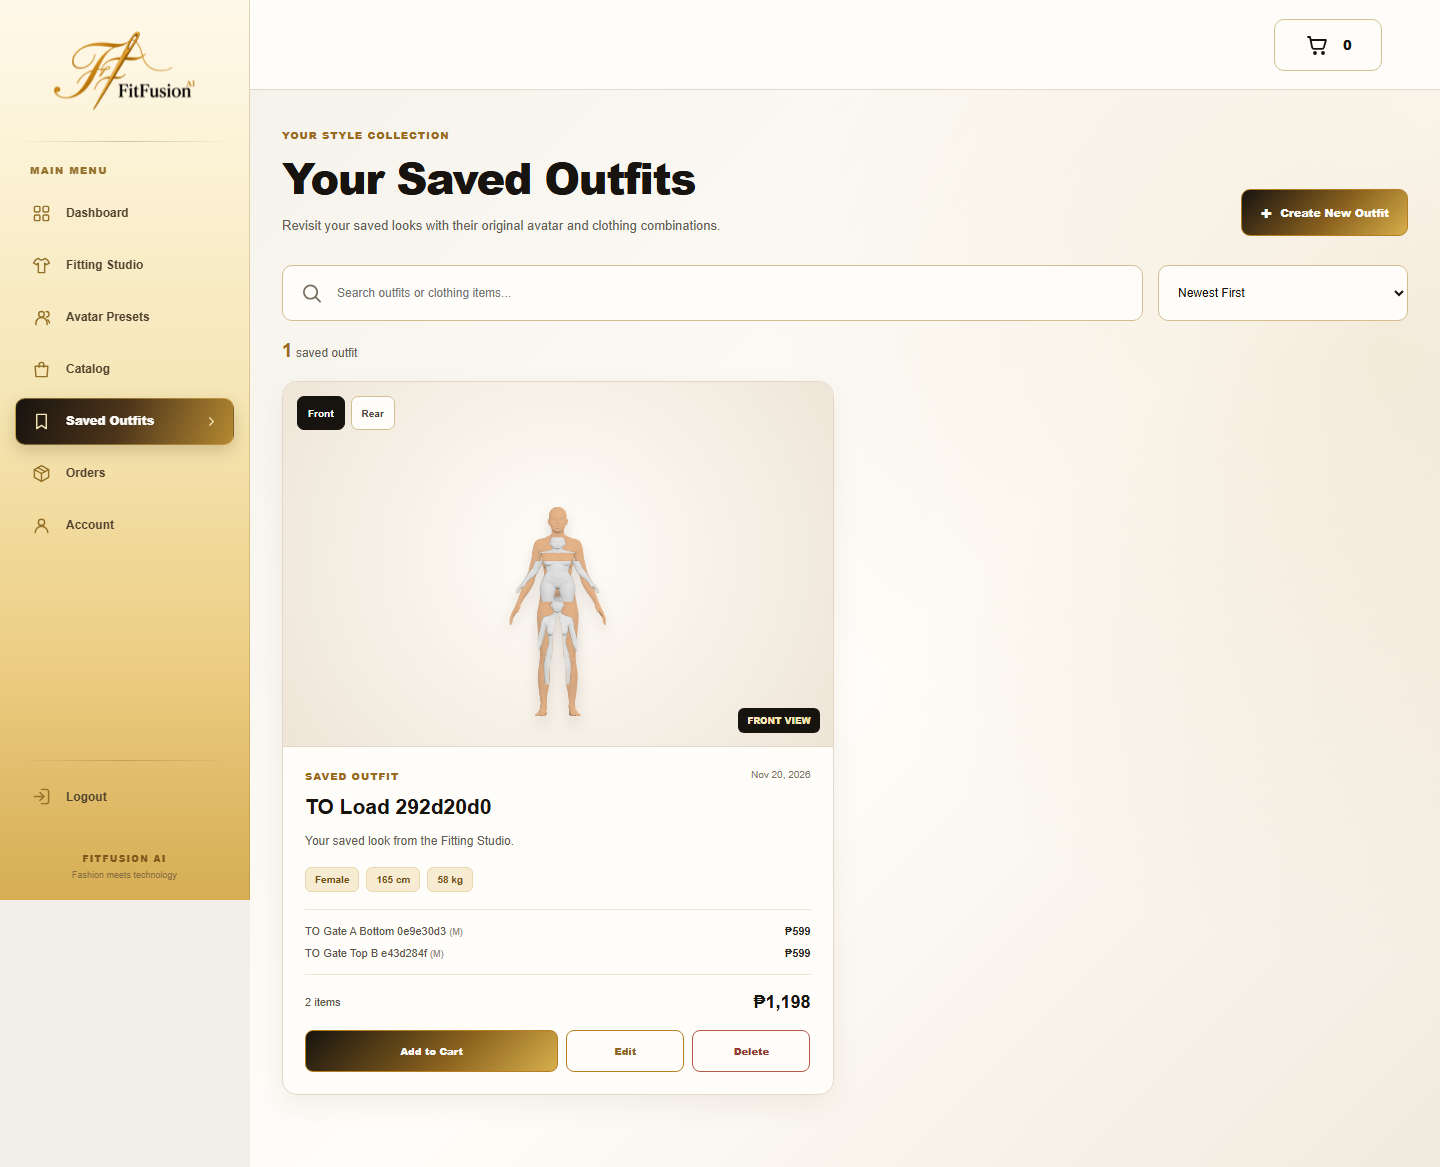 FitFusion AI
MAIN MENU
Dashboard
Fitting Studio
Avatar Presets
Catalog
Saved Outfits
Orders
Account
Logout
FITFUSION AI
Fashion meets technology
0
YOUR STYLE COLLECTION
Your Saved Outfits
Revisit your saved looks with their original avatar and clothing combinations.
+ Create New Outfit
Search outfits or clothing items...
Newest First
1 saved outfit
Front
Rear
FRONT VIEW
SAVED OUTFIT
Nov 20, 2026
TO Load 292d20d0
Your saved look from the Fitting Studio.
Female
165 cm
58 kg
TO Gate A Bottom 0e9e30d3 (M)
₱599
TO Gate Top B e43d284f (M)
₱599
2 items
₱1,198
Add to Cart
Edit
Delete